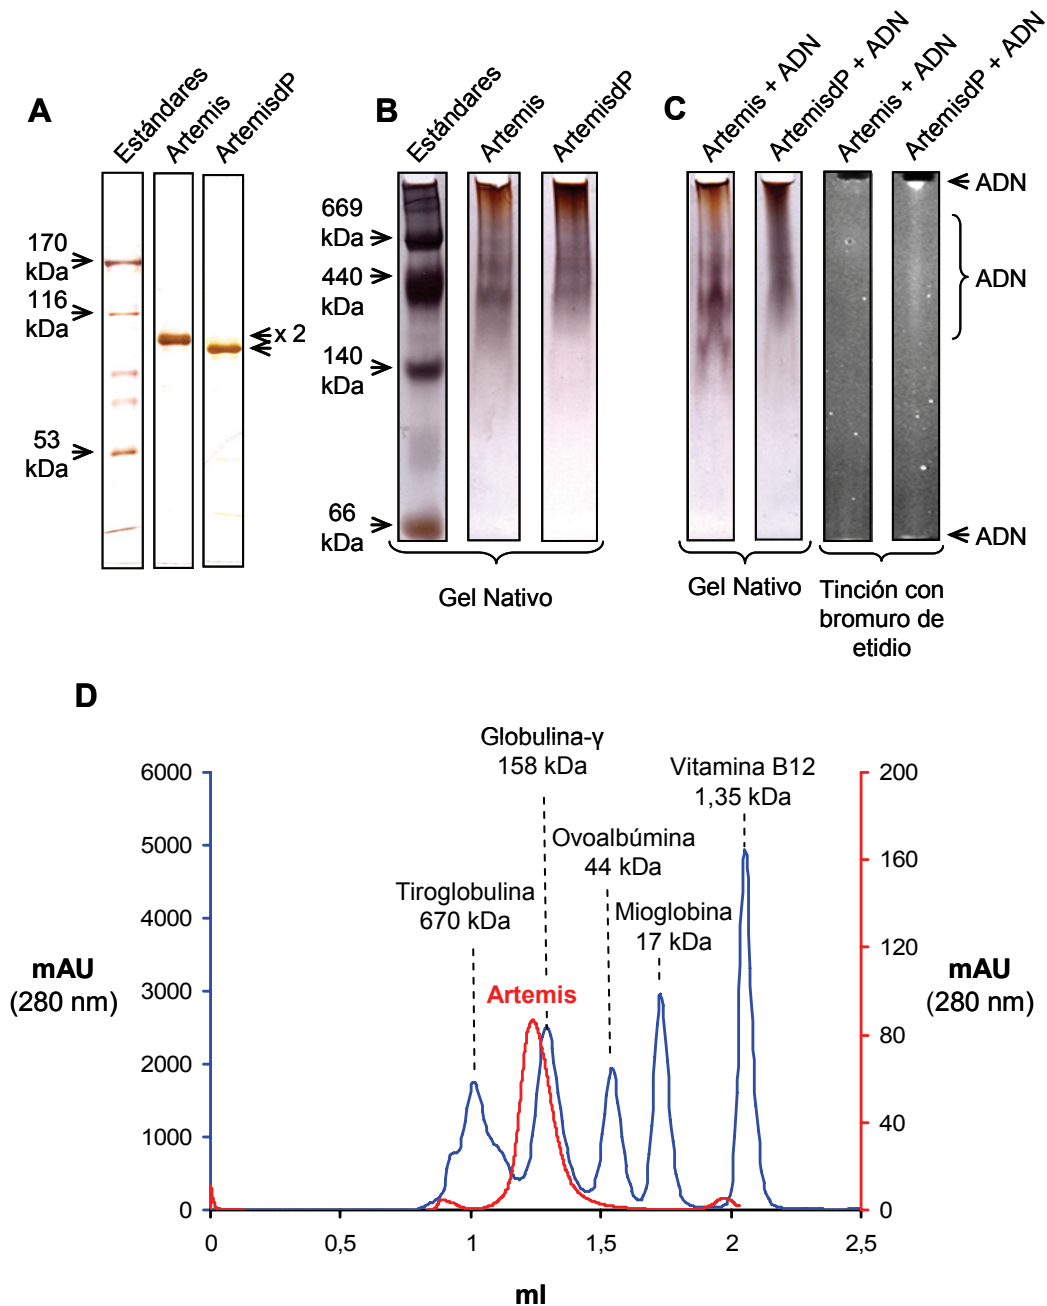 A
Estándares
Artemis
ArtemisdP
170
kDa
116
kDa
53
kDa
x 2
B
Estándares
Artemis
ArtemisdP
669
kDa
440
kDa
140
kDa
66
kDa
Gel Nativo
C
Artemis + ADN
ArtemisdP + ADN
Artemis + ADN
ArtemisdP + ADN
ADN
ADN
ADN
Gel Nativo
Tinción con
bromuro de
etidio
D
Globulina-γ
158 kDa
Vitamina B12
1,35 kDa
Ovoalbúmina
44 kDa
Tiroglobulina
670 kDa
Mioglobina
17 kDa
Artemis
mAU
(280 nm)
6000
5000
4000
3000
2000
1000
0
200
160
120
80
40
0
mAU
(280 nm)
0
0,5
1
1,5
2
2,5
ml